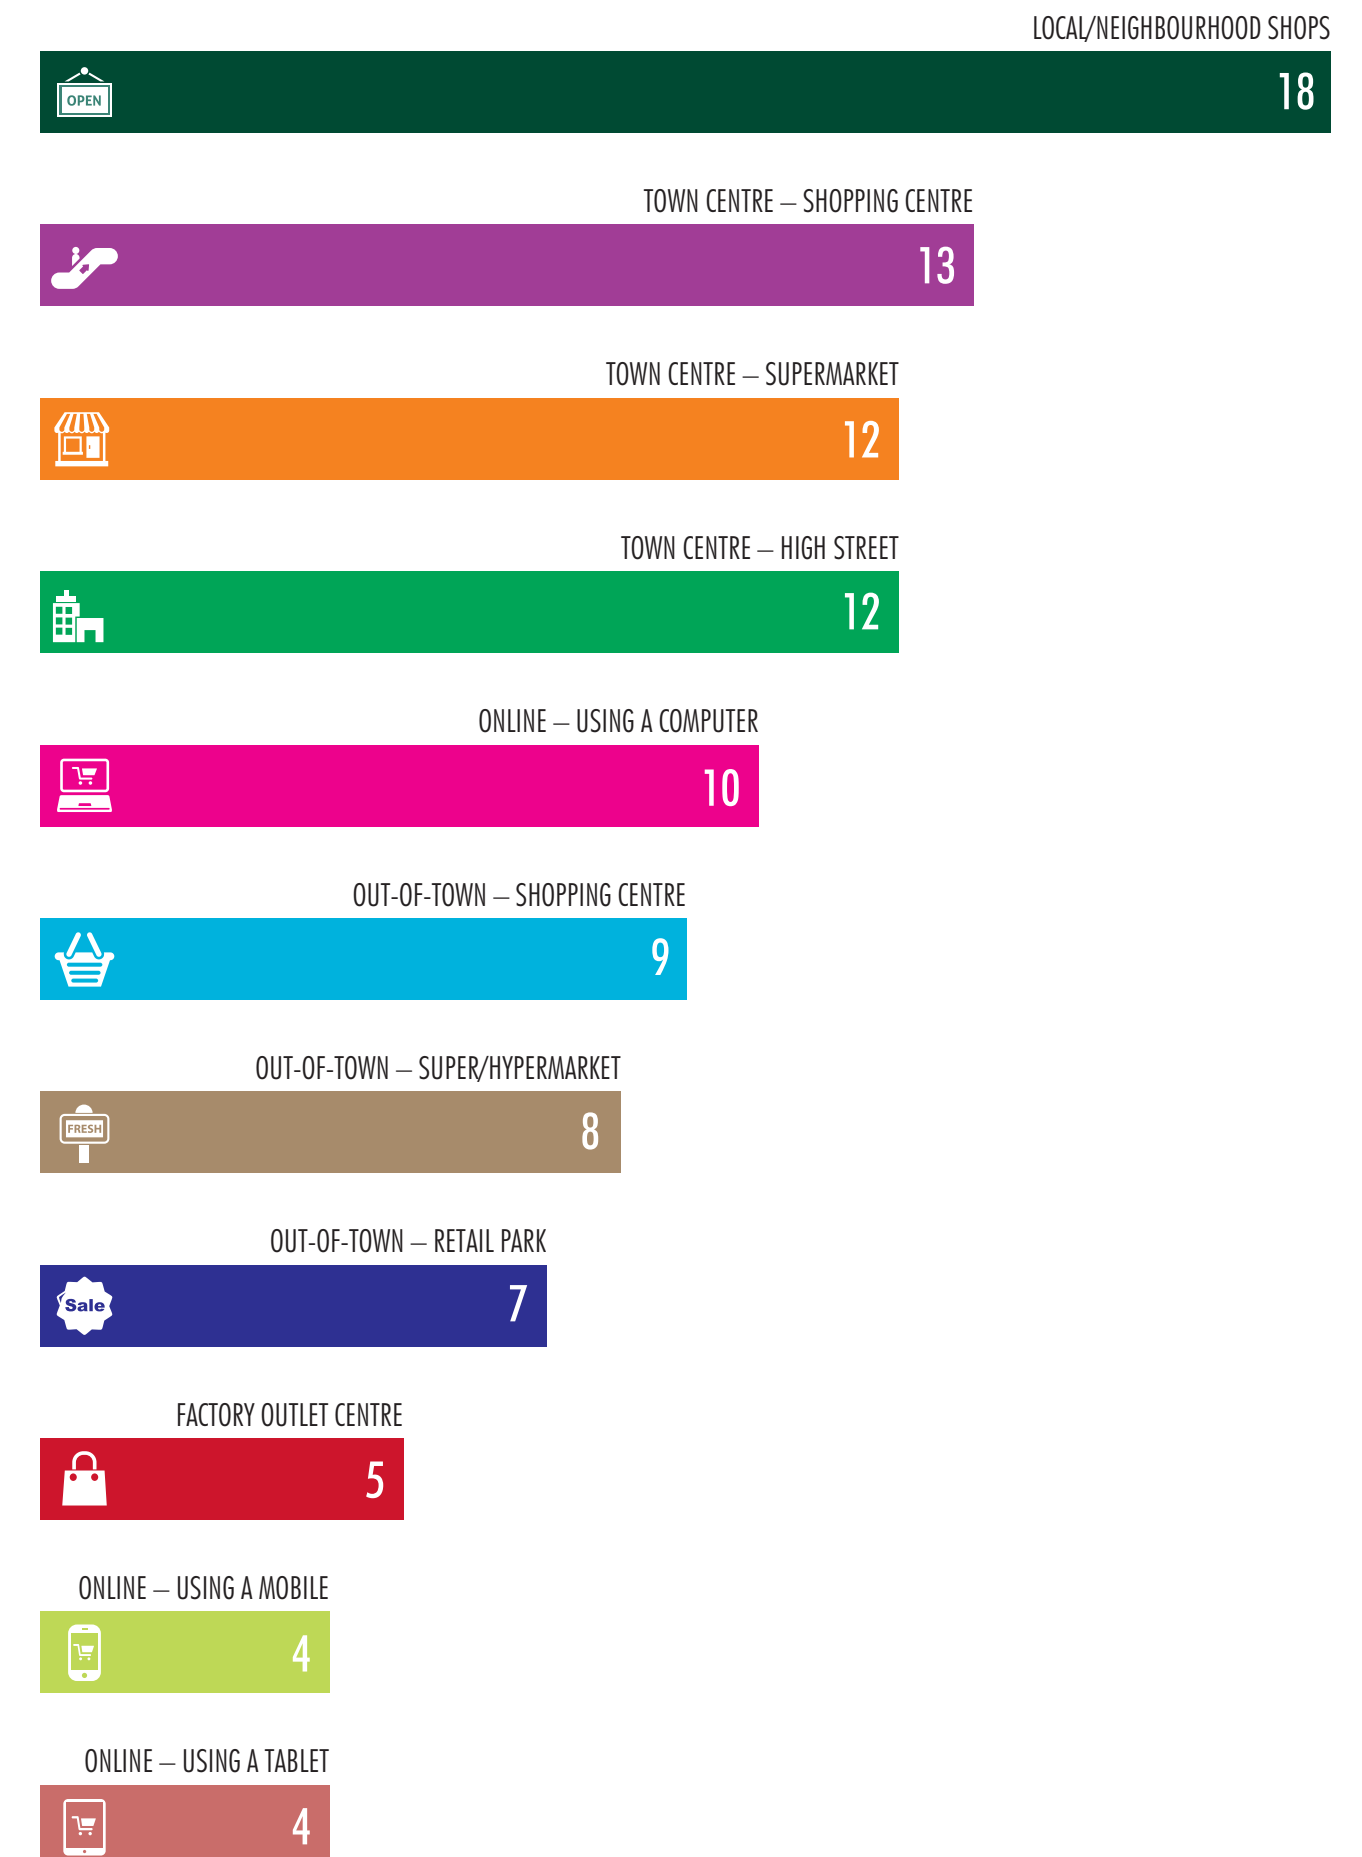 LOCAL/NEIGHBOURHOOD SHOPS
OPEN
18
TOWN CENTRE – SHOPPING CENTRE
13
TOWN CENTRE – SUPERMARKET
12
TOWN CENTRE – HIGH STREET
12
ONLINE – USING A COMPUTER
10
OUT-OF-TOWN – SHOPPING CENTRE
9
OUT-OF-TOWN – SUPER/HYPERMARKET
FRESH
8
OUT-OF-TOWN – RETAIL PARK
Sale
7
FACTORY OUTLET CENTRE
5
ONLINE – USING A MOBILE
4
ONLINE – USING A TABLET
4